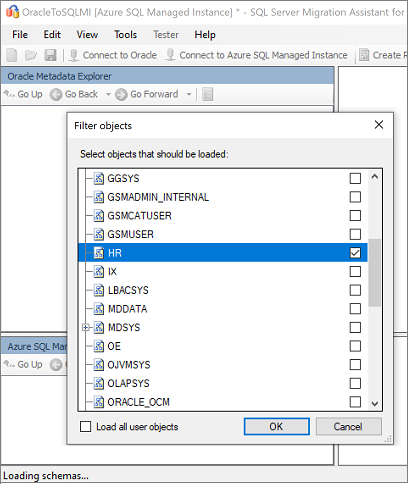 OracleToSQLMI [Azure SQL Managed Instance] * - SQL Server Migration Assistant for
File Edit View Tools Tester Help
Connect to Oracle Connect to Azure SQL Managed Instance Create R
Oracle Metadata Explorer
Go Up Go Back Go Forward
Filter objects
Select objects that should be loaded:
GGSYS
GSMADMIN_INTERNAL
GSMCATUSER
GSMUSER
HR
IX
LBACSYS
MDDATA
MDSYS
OE
OJVMSYS
OLAPSYS
ORACLE_OCM
Load all user objects OK Cancel
Azure SQL Man
Go Up
Loading schemas...